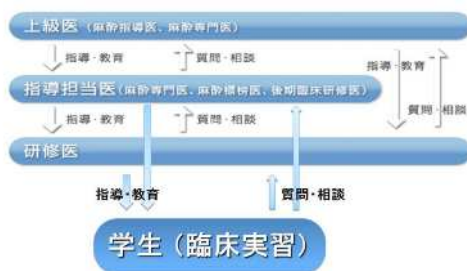 上級医(麻酔指導医、麻酔専門医)
指導・教育
質問・相談
指導・教育
質問・相談
指導担当医(麻酔専門医、麻酔標榜医、後期臨床研修医)
指導・教育
質問・相談
研修医
指導・教育
質問・相談
学生(臨床実習)